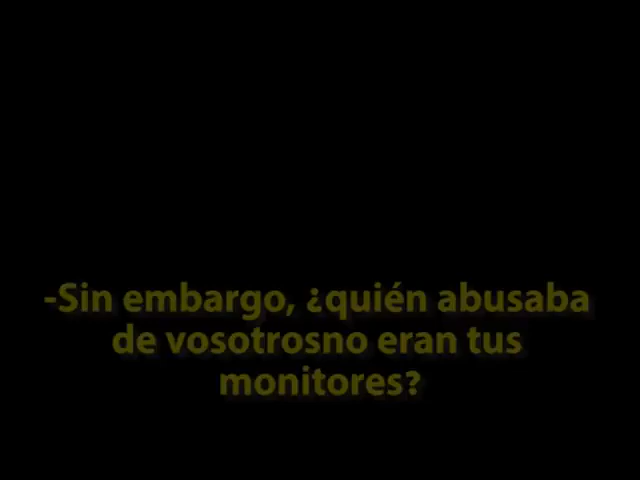 -Sin embargo, ¿quién abusaba
de vosotrosno eran tus
monitores?